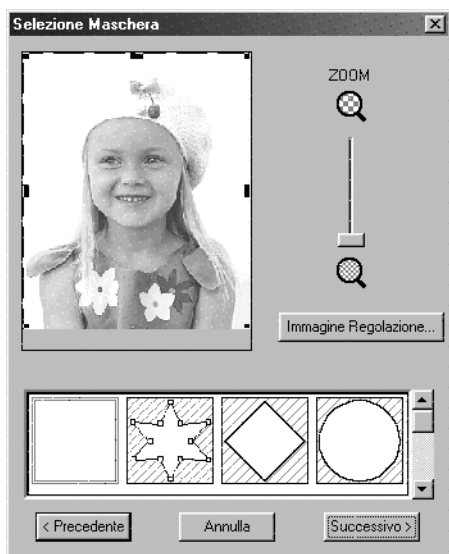 Selezione Maschera
ZOOM
Immagine Regolazione...
< Precedente
Annulla
Successivo >